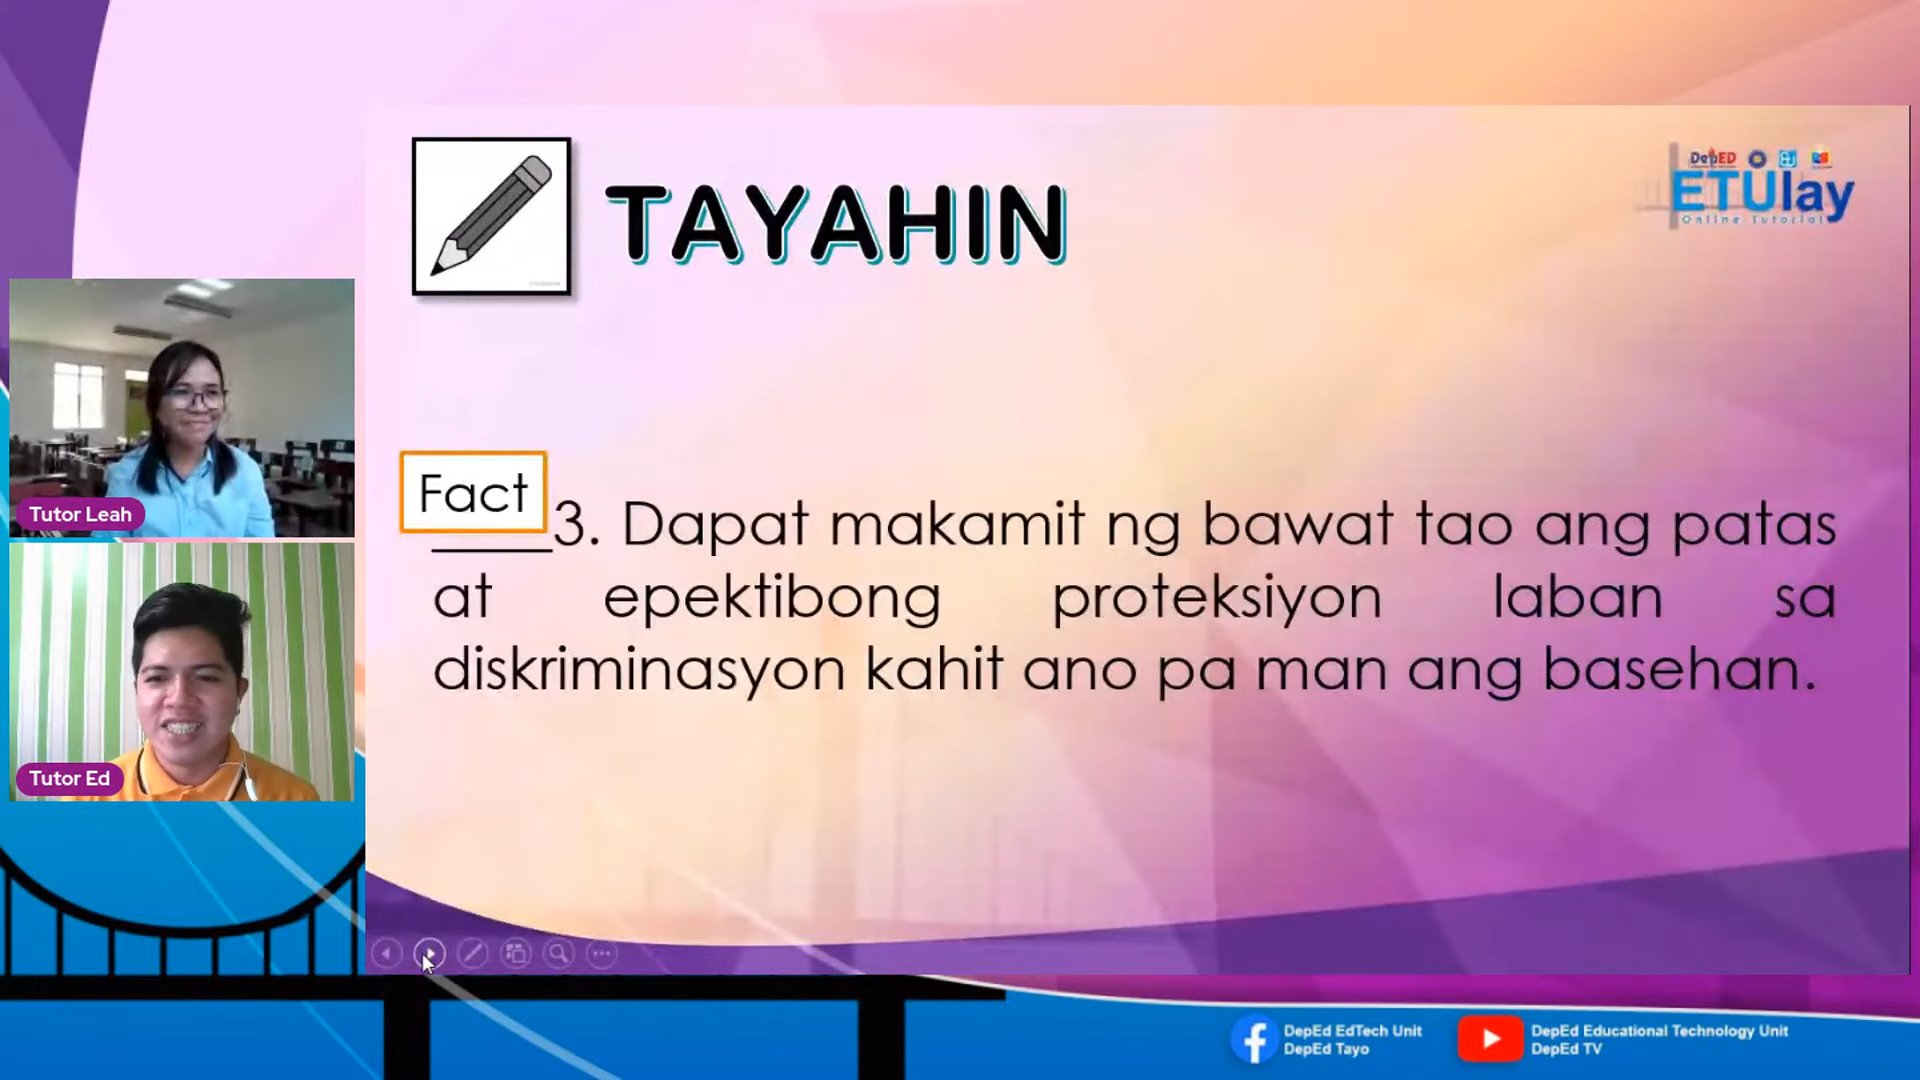 TAYAHIN
DepED
ETUlay
Online Tutorial
Fact
____3. Dapat makamit ng bawat tao ang patas
at epektibong proteksiyon laban sa
diskriminasyon kahit ano pa man ang basehan.
Tutor Leah
Tutor Ed
DepEd EdTech Unit
DepEd Tayo
DepEd Educational Technology Unit
DepEd TV